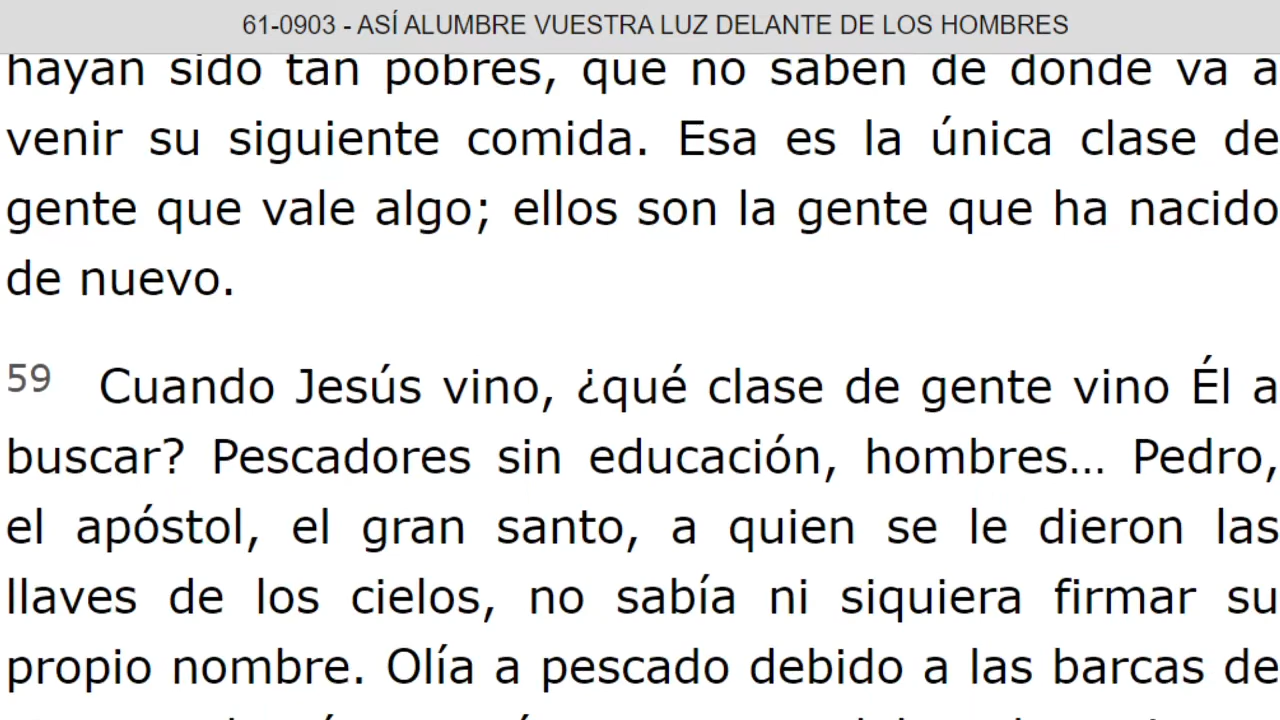 61-0903 - ASÍ ALUMBRE VUESTRA LUZ DELANTE DE LOS HOMBRES
hayan sido tan pobres, que no saben de dónde va a
venir su siguiente comida. Esa es la única clase de
gente que vale algo; ellos son la gente que ha nacido
de nuevo.
59 Cuando Jesús vino, ¿qué clase de gente vino Él a
buscar? Pescadores sin educación, hombres… Pedro,
el apóstol, el gran santo, a quien se le dieron las
llaves de los cielos, no sabía ni siquiera firmar su
propio nombre. Olía a pescado debido a las barcas de